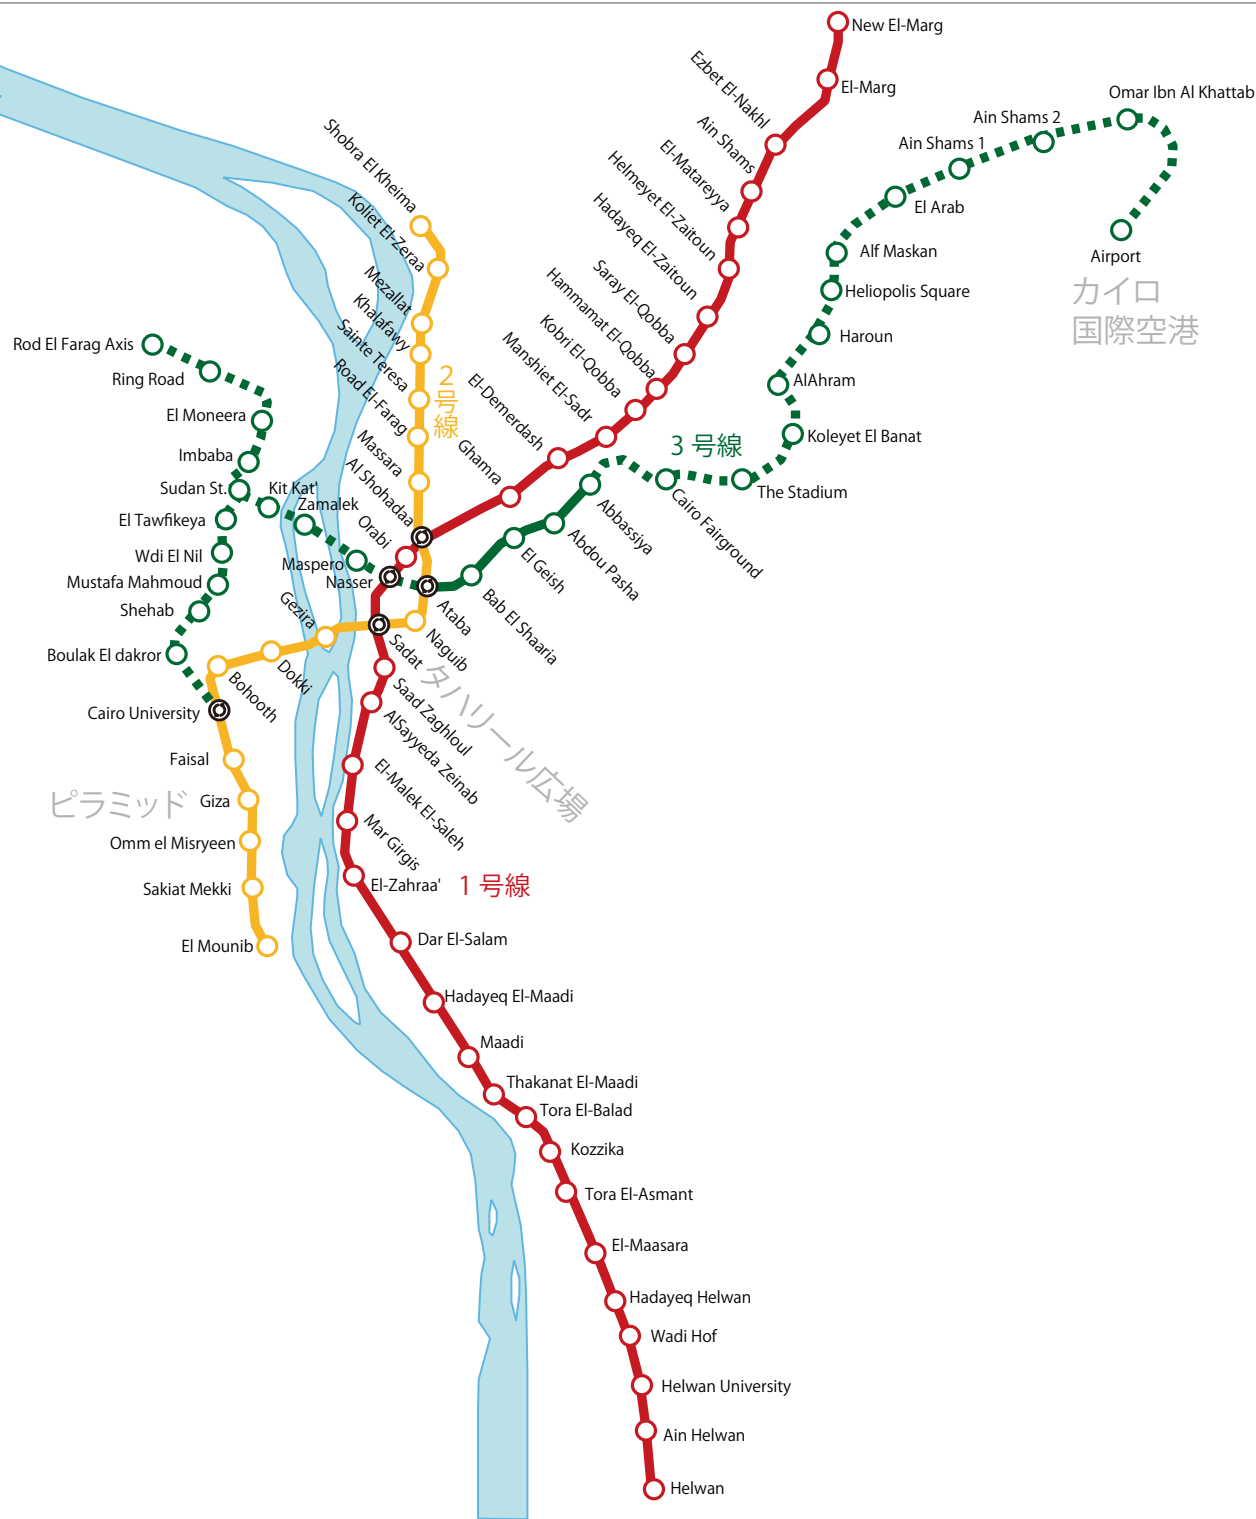 New El-Marg
El-Marg
Ezbet El-Nakhl
Ain Shams
El-Matareyya
Helmeyet El-Zaitoun
Hadayeq El-Zaitoun
Saray El-Qobba
Hammamat El-Qobba
Kobri El-Qobba
Manshiet El-Sadr
El-Demerdash
Ghamra
Omar Ibn Al Khattab
Ain Shams 2
Ain Shams 1
El Arab
Airport
カイロ
国際空港
Alf Maskan
Heliopolis Square
Haroun
AlAhram
Koleyet El Banat
3 号線
The Stadium
Cairo Fairground
Abbassiya
Abdou Pasha
El Geish
Bab El Shaaria
Ataba
Shobra El Kheima
Koliet El-Zeraa
Mezallat
Khalafawy
Sainte Teresa
Road El-Farag
Massara
Al Shohadaa
2
号
線
Orabi
Nasser
Maspero
Zamalek
Kit Kat'
Rod El Farag Axis
Ring Road
El Moneera
Imbaba
Sudan St.
El Tawfikeya
Wdi El Nil
Mustafa Mahmoud
Shehab
Boulak El dakror
Cairo University
Gezira
Dokki
Bohooth
Naguib
Sadat
タハリール広場
Saad Zaghloul
AlSayyeda Zeinab
El-Malek El-Saleh
Mar Girgis
Faisal
ピラミッド
Giza
Omm el Misryeen
Sakiat Mekki
El Mounib
El-Zahraa'
1 号線
Dar El-Salam
Hadayeq El-Maadi
Maadi
Thakanat El-Maadi
Tora El-Balad
Kozzika
Tora El-Asmant
El-Maasara
Hadayeq Helwan
Wadi Hof
Helwan University
Ain Helwan
Helwan